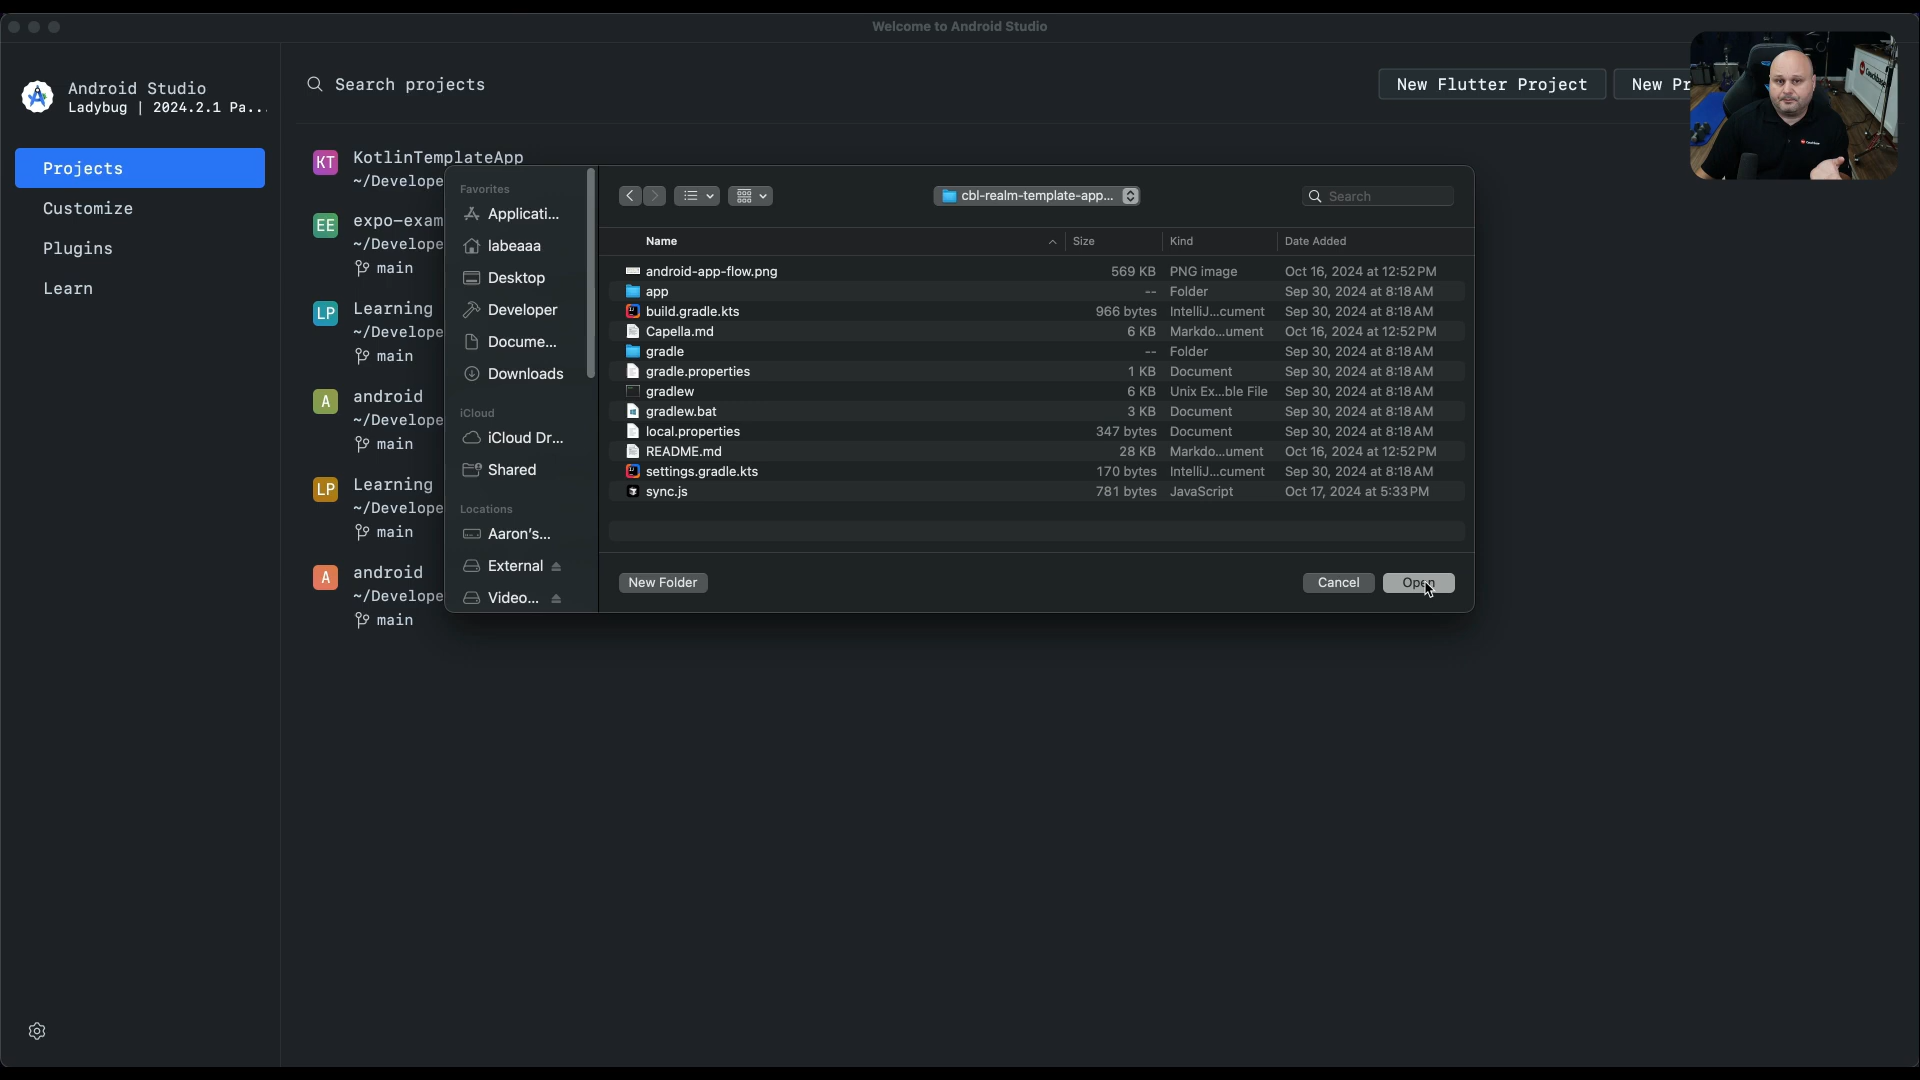 Welcome to Android Studio
Android Studio
Ladybug | 2024.2.1 Pa...
Projects
Customize
Plugins
Learn
Search projects
New Flutter Project
New Pr
KT
KotlinTemplateApp
~/Develope
EE
expo-exam
~/Develope
main
LP
Learning
~/Develope
main
A
android
~/Develope
main
LP
Learning
~/Develope
main
A
android
~/Develope
main
Favorites
Applicati...
labeaaa
Desktop
Developer
Docume...
Downloads
iCloud
iCloud Dr...
Shared
Locations
Aaron's...
External
Video...
cbl-realm-template-app...
Search
Name Size Kind Date Added
android-app-flow.png 569 KB PNG image Oct 16, 2024 at 12:52 PM
app -- Folder Sep 30, 2024 at 8:18 AM
build.gradle.kts 966 bytes IntelliJ...cument Sep 30, 2024 at 8:18 AM
Capella.md 6 KB Markdo...ument Oct 16, 2024 at 12:52 PM
gradle -- Folder Sep 30, 2024 at 8:18 AM
gradle.properties 1 KB Document Sep 30, 2024 at 8:18 AM
gradlew 6 KB Unix Ex...ble File Sep 30, 2024 at 8:18 AM
gradlew.bat 3 KB Document Sep 30, 2024 at 8:18 AM
local.properties 347 bytes Document Sep 30, 2024 at 8:18 AM
README.md 28 KB Markdo...ument Oct 16, 2024 at 12:52 PM
settings.gradle.kts 170 bytes IntelliJ...cument Sep 30, 2024 at 8:18 AM
sync.js 781 bytes JavaScript Oct 17, 2024 at 5:33 PM
New Folder
Cancel
Open
Couchbase